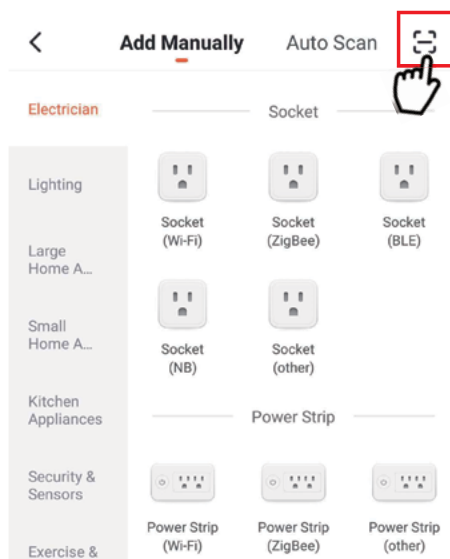 Add Manually Auto Scan
Electrician
Lighting
Large
Home A...
Small
Home A...
Kitchen
Appliances
Security &
Sensors
Exercise &
Socket
Socket
(Wi-Fi)
Socket
(ZigBee)
Socket
(BLE)
Socket
(NB)
Socket
(other)
Power Strip
Power Strip
(Wi-Fi)
Power Strip
(ZigBee)
Power Strip
(other)